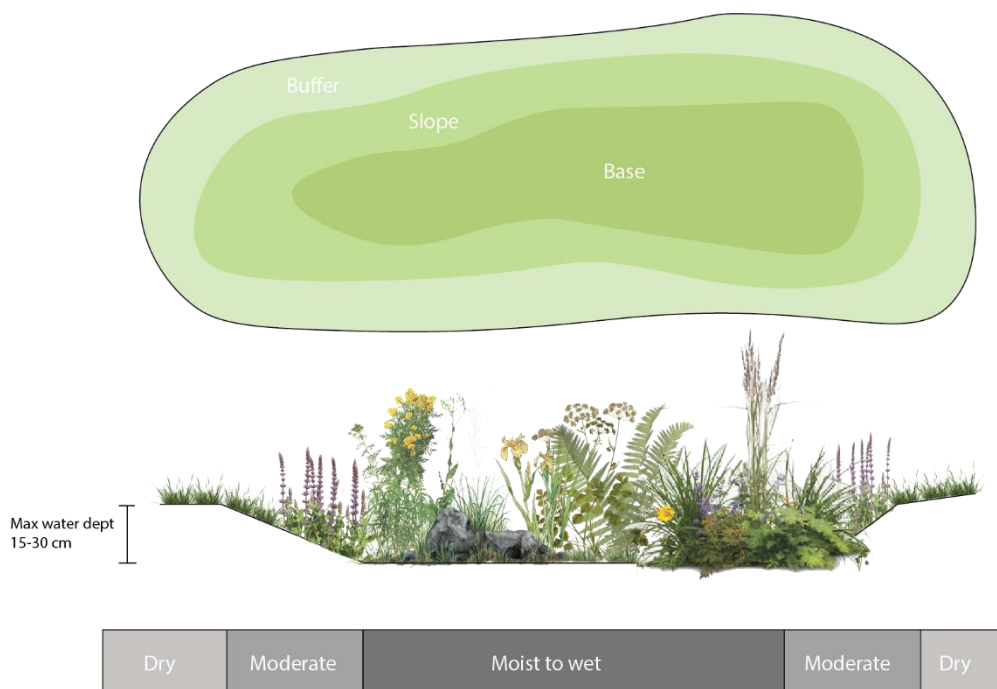 Buffer
Slope
Base
Max water dept
15-30 cm
Dry
Moderate
Moist to wet
Moderate
Dry